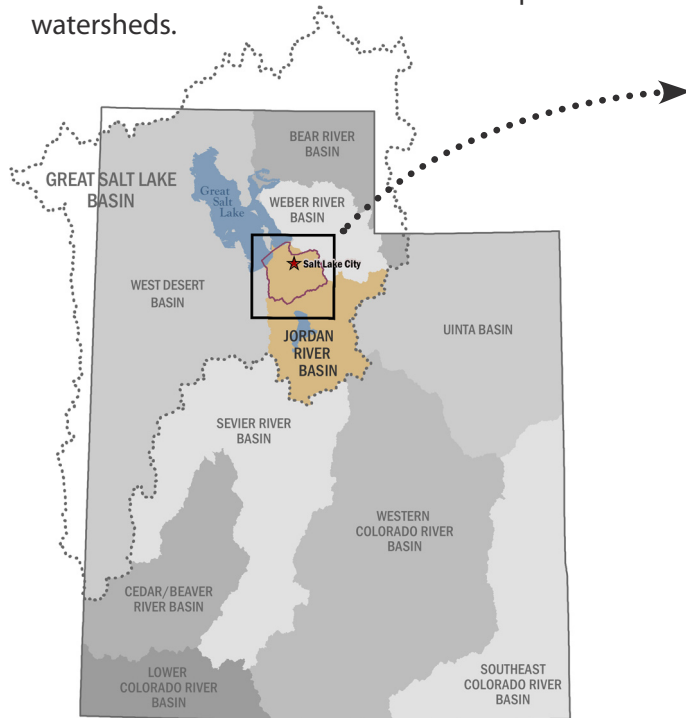 watersheds.
BEAR RIVER
BASIN
GREAT SALT LAKE
BASIN
Great
Salt
Lake
WEBER RIVER
BASIN
Salt Lake City
WEST DESERT
BASIN
UINTA BASIN
JORDAN
RIVER
BASIN
SEVIER RIVER
BASIN
WESTERN
COLORADO RIVER
BASIN
CEDAR/BEAVER
RIVER BASIN
LOWER
COLORADO RIVER
BASIN
SOUTHEAST
COLORADO RIVER
BASIN